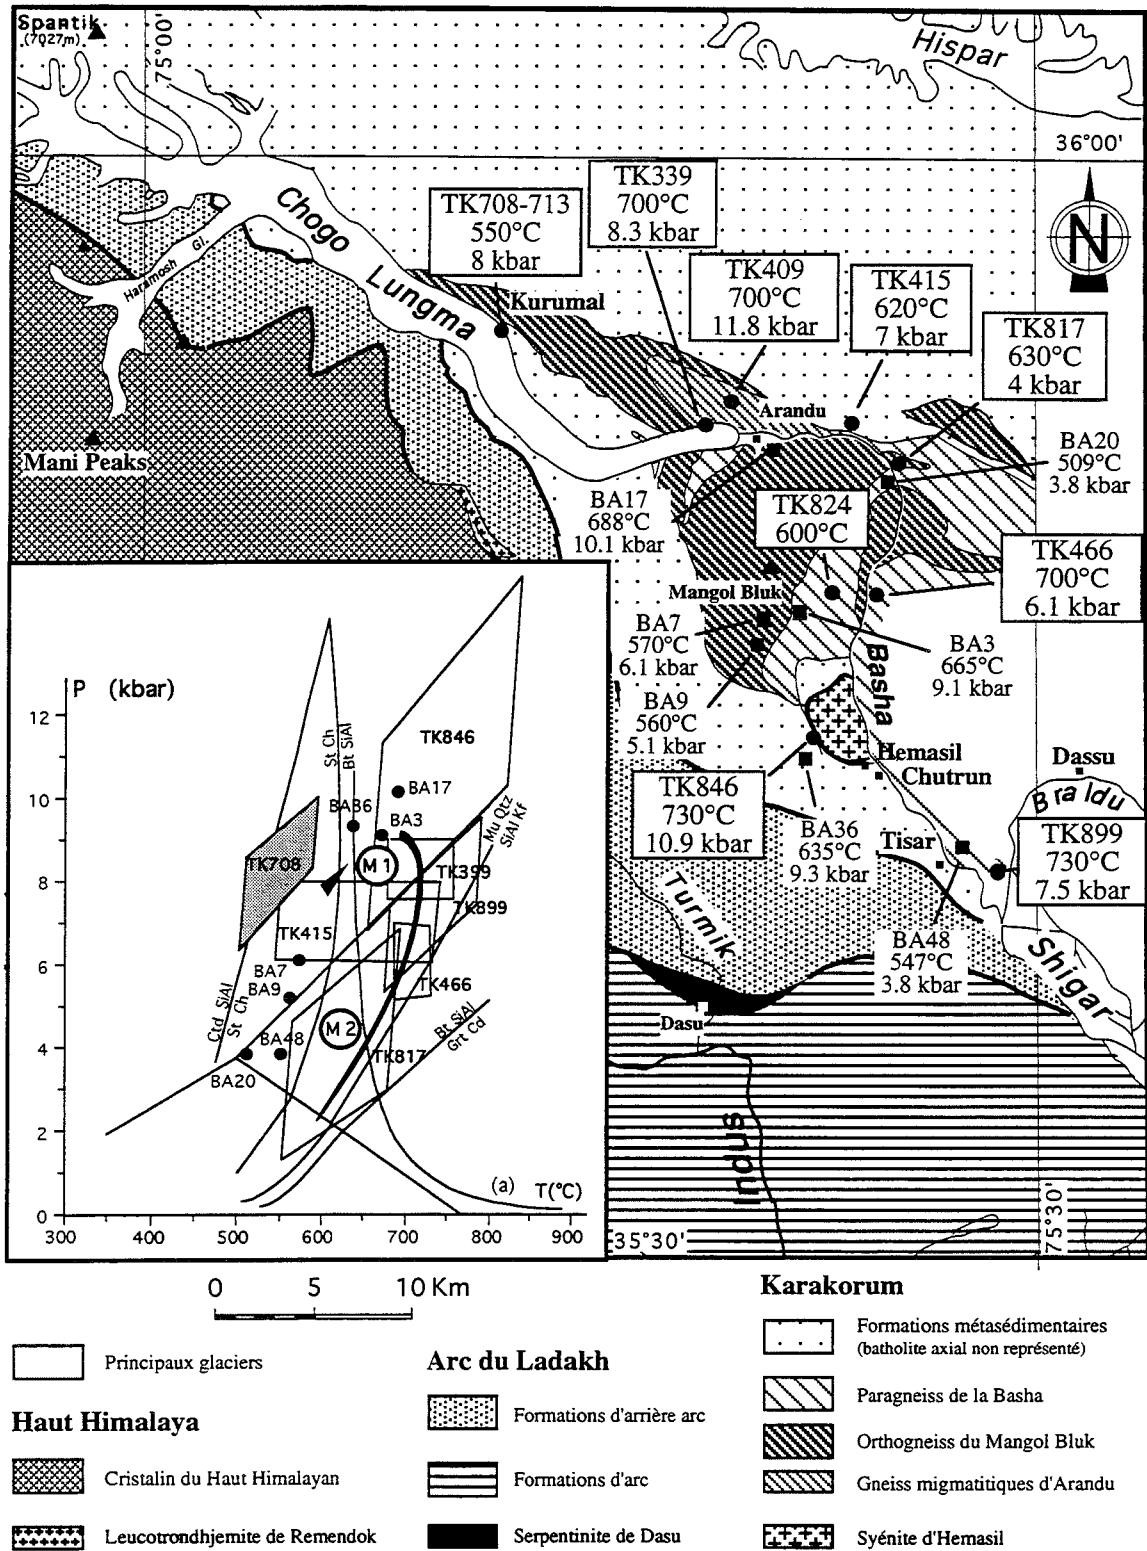 Spantik
(7027m)
75°00'
Hispar
36°00'
N
TK339
700°C
8.3 kbar
TK708-713
550°C
8 kbar
Chogo
Lungma
Haramosh Gl.
Kurumal
TK409
700°C
11.8 kbar
TK415
620°C
7 kbar
TK817
630°C
4 kbar
Arandu
BA20
509°C
3.8 kbar
Mani Peaks
BA17
688°C
10.1 kbar
TK824
600°C
TK466
700°C
6.1 kbar
Mangol Bluk
BA7
570°C
6.1 kbar
BA3
665°C
9.1 kbar
Basha
BA9
560°C
5.1 kbar
Hemasil
Chutrun
Dassu
Braldu
TK846
730°C
10.9 kbar
BA36
635°C
9.3 kbar
Tisar
TK899
730°C
7.5 kbar
BA48
547°C
3.8 kbar
Turmik
Shigar
Dasu
Indus
35°30'
75°30'
P (kbar)
12
10
8
6
4
2
0
300 400 500 600 700 800 900
T(°C)
(a)
St Ch
Bt SiAl
TK846
BA17
BA36
BA3
Mu Qtz
SiAl Kf
TK708
M 1
TK399
TK899
TK415
BA7
BA9
TK466
Ctd SiAl
St Ch
M 2
Bt SiAl
Grt Cd
BA48
TK817
BA20
0 5 10 Km
Principaux glaciers
Haut Himalaya
Cristalin du Haut Himalayan
Leucotrondhjemite de Remendok
Arc du Ladakh
Formations d'arrière arc
Formations d'arc
Serpentinite de Dasu
Karakorum
Formations métasédimentaires
(batholite axial non représenté)
Paragneiss de la Basha
Orthogneiss du Mangol Bluk
Gneiss migmatitiques d'Arandu
Syénite d'Hemasil